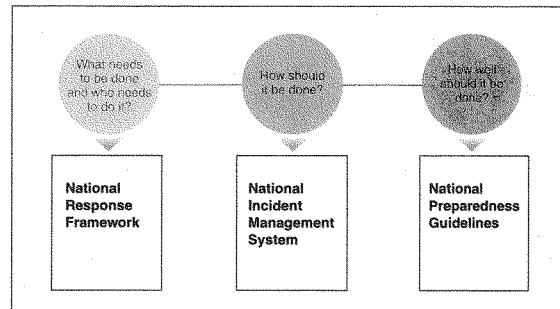 What needs
to be done
and who needs
to do it?
How should
it be done?
How well
should it be
done?
National
Response
Framework
National
Incident
Management
System
National
Preparedness
Guidelines